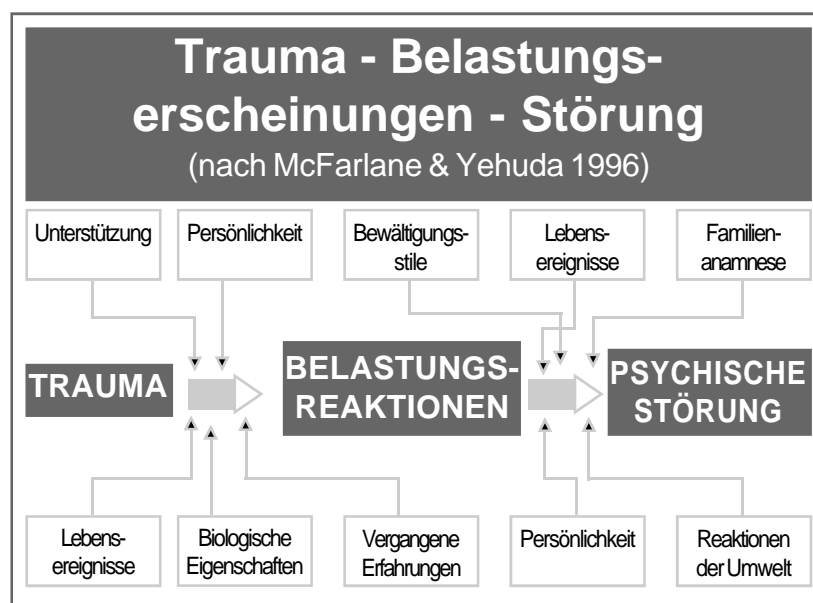 Trauma - Belastungs-
erscheinungen - Störung
(nach McFarlane & Yehuda 1996)
Unterstützung
Persönlichkeit
Bewältigungs-
stile
Lebens-
ereignisse
Familien-
anamnese
TRAUMA
BELASTUNGS-
REAKTIONEN
PSYCHISCHE
STÖRUNG
Lebens-
ereignisse
Biologische
Eigenschaften
Vergangene
Erfahrungen
Persönlichkeit
Reaktionen
der Umwelt